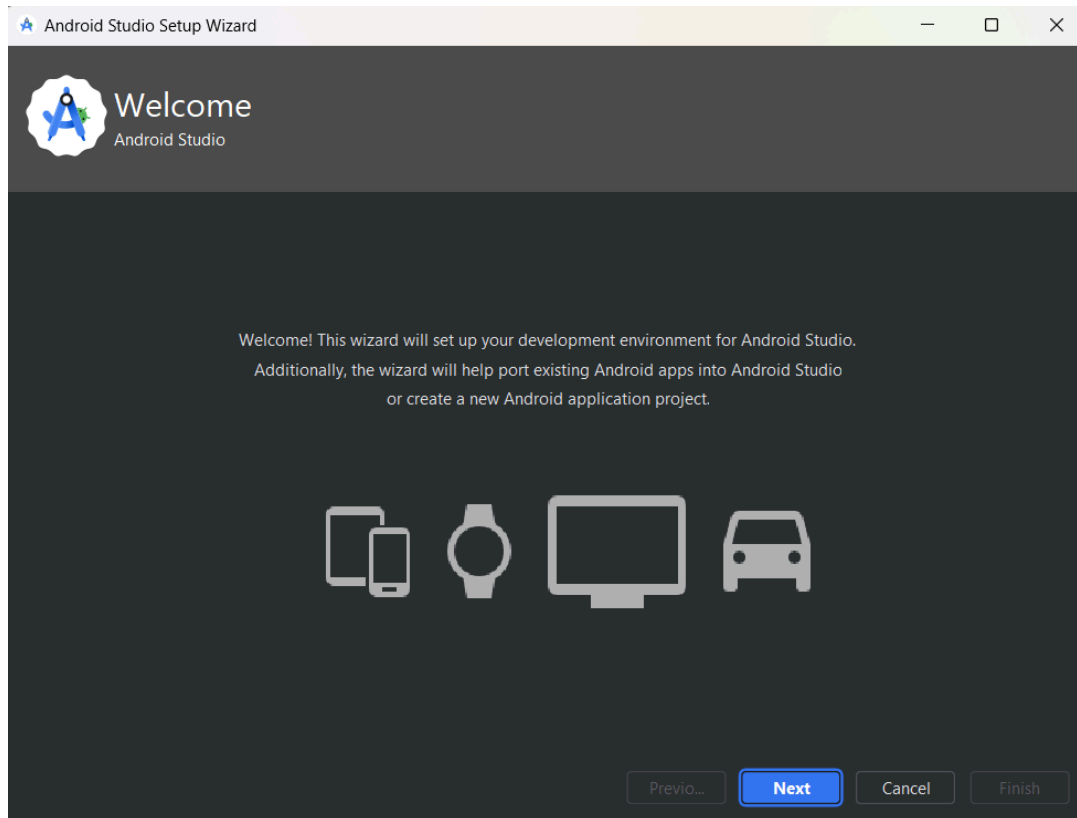 Android Studio Setup Wizard
Welcome
Android Studio
Welcome! This wizard will set up your development environment for Android Studio.
Additionally, the wizard will help port existing Android apps into Android Studio
or create a new Android application project.
Previo... Next Cancel Finish